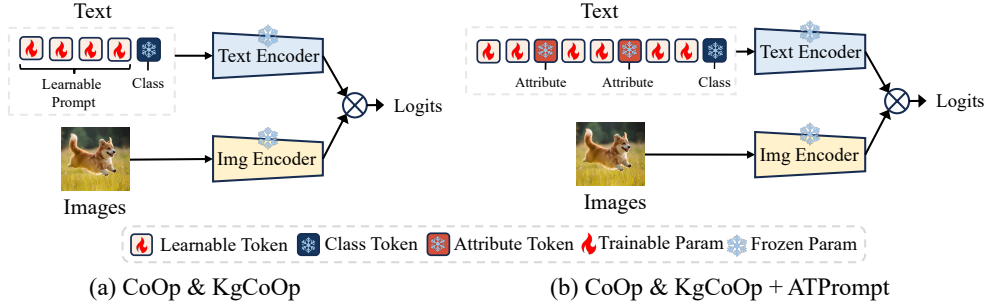 Text
Learnable
Prompt
Class
Text Encoder
Logits
Img Encoder
Images
Text
Attribute
Attribute
Class
Text Encoder
Logits
Img Encoder
Images
Learnable Token
Class Token
Attribute Token
Trainable Param
Frozen Param
(a) CoOp & KgCoOp
(b) CoOp & KgCoOp + ATPrompt